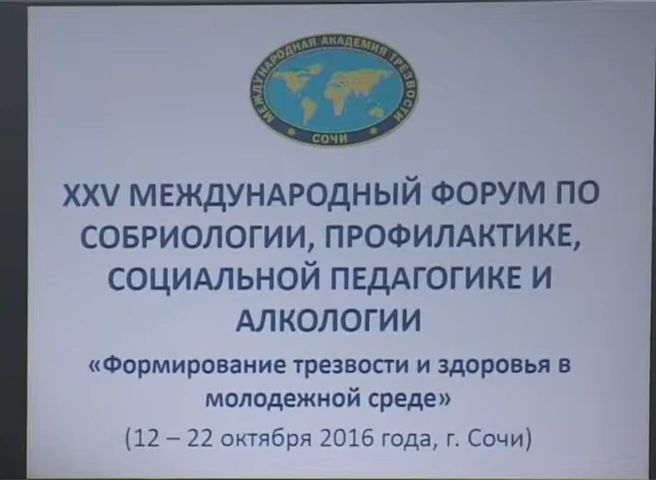 МЕЖДУНАРОДНАЯ АКАДЕМИЯ ТРЕЗВОСТИ
СОЧИ
XXV МЕЖДУНАРОДНЫЙ ФОРУМ ПО
СОБРИОЛОГИИ, ПРОФИЛАКТИКЕ,
СОЦИАЛЬНОЙ ПЕДАГОГИКЕ И
АЛКОЛОГИИ
«Формирование трезвости и здоровья в
молодежной среде»
(12 – 22 октября 2016 года, г. Сочи)